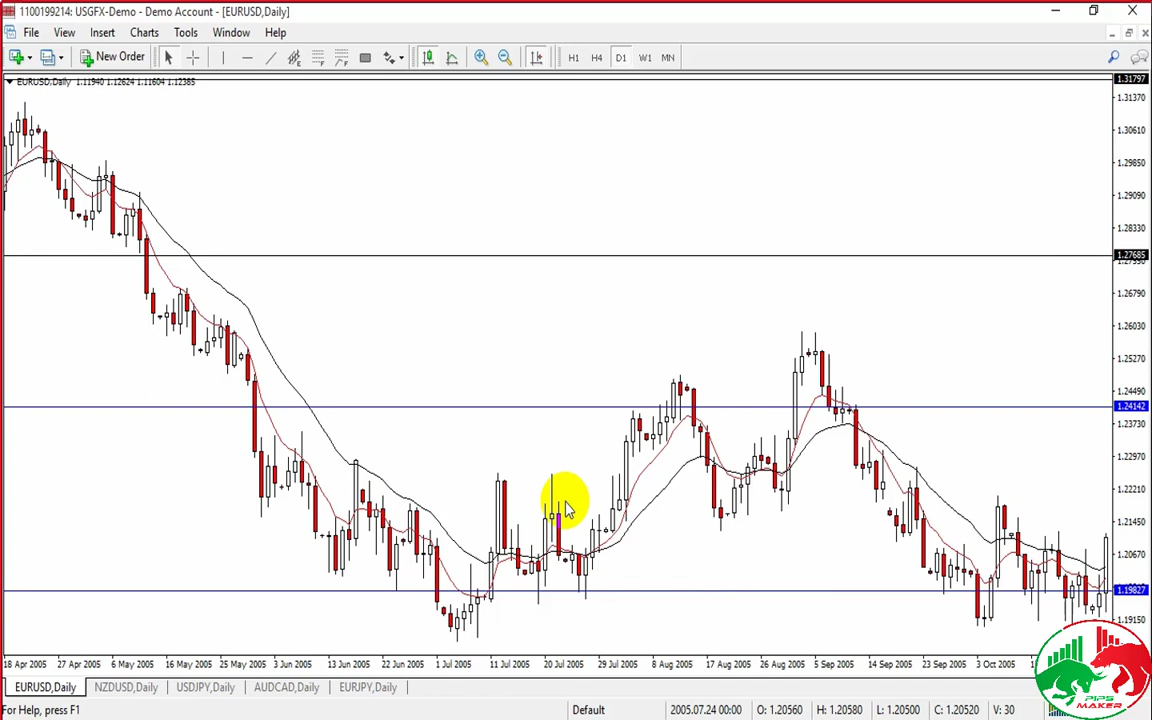 1100199214: USGFX-Demo - Demo Account - [EURUSD,Daily]
File View Insert Charts Tools Window Help
New Order H1 H4 D1 W1 MN
EURUSD,Daily 1.11940 1.12624 1.11604 1.12385
1.31797
1.31370
1.30610
1.29850
1.29090
1.28330
1.27685
1.26790
1.26030
1.25270
1.24490
1.24142
1.23730
1.22970
1.22210
1.21450
1.20670
1.19827
1.19150
18 Apr 2005 27 Apr 2005 6 May 2005 16 May 2005 25 May 2005 3 Jun 2005 13 Jun 2005 22 Jun 2005 1 Jul 2005 11 Jul 2005 20 Jul 2005 29 Jul 2005 8 Aug 2005 17 Aug 2005 26 Aug 2005 5 Sep 2005 14 Sep 2005 23 Sep 2005 3 Oct 2005
EURUSD,Daily NZDUSD,Daily USDJPY,Daily AUDCAD,Daily EURJPY,Daily
PIPS
MAKER
For Help, press F1 Default 2005.07.24 00:00 O: 1.20560 H: 1.20580 L: 1.20500 C: 1.20520 V: 30